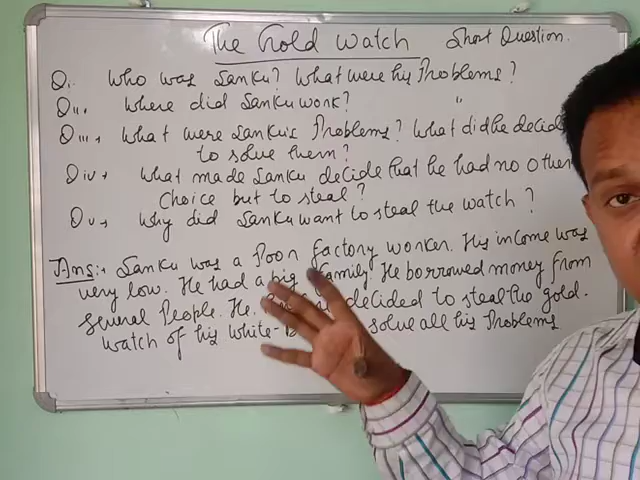 The Gold Watch Short Question.
Qi. Who was Sanku? What were his Problems?
Qii. Where did Sanku work? "
Qiii. What were Sanku's Problems? What did he decid
to solve them?
Qiv. What made Sanku decide that he had no other
Choice but to steal?
Qv. Why did Sanku want to steal the watch?
Ans:. Sanku was a Poor factory worker. His income was
very low. He had a big family. He borrowed money from
several People. He decided to steal the gold.
watch of his white- solve all his Problems